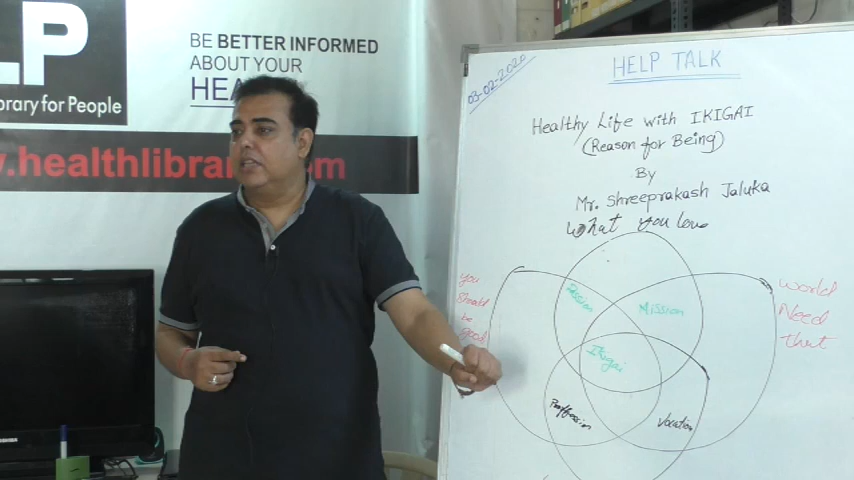 LP
brary for People
BE BETTER INFORMED
ABOUT YOUR
HEA
w.healthlibrar
m
TOSHIBA
03-02-2020
HELP TALK
Healthy Life with IKIGAI
(Reason for Being)
By
Mr. Shreeprakash Jaluka
What you love
you
should
be
good
World
Need
that
Mission
Ikigai
Proffession
Vocation